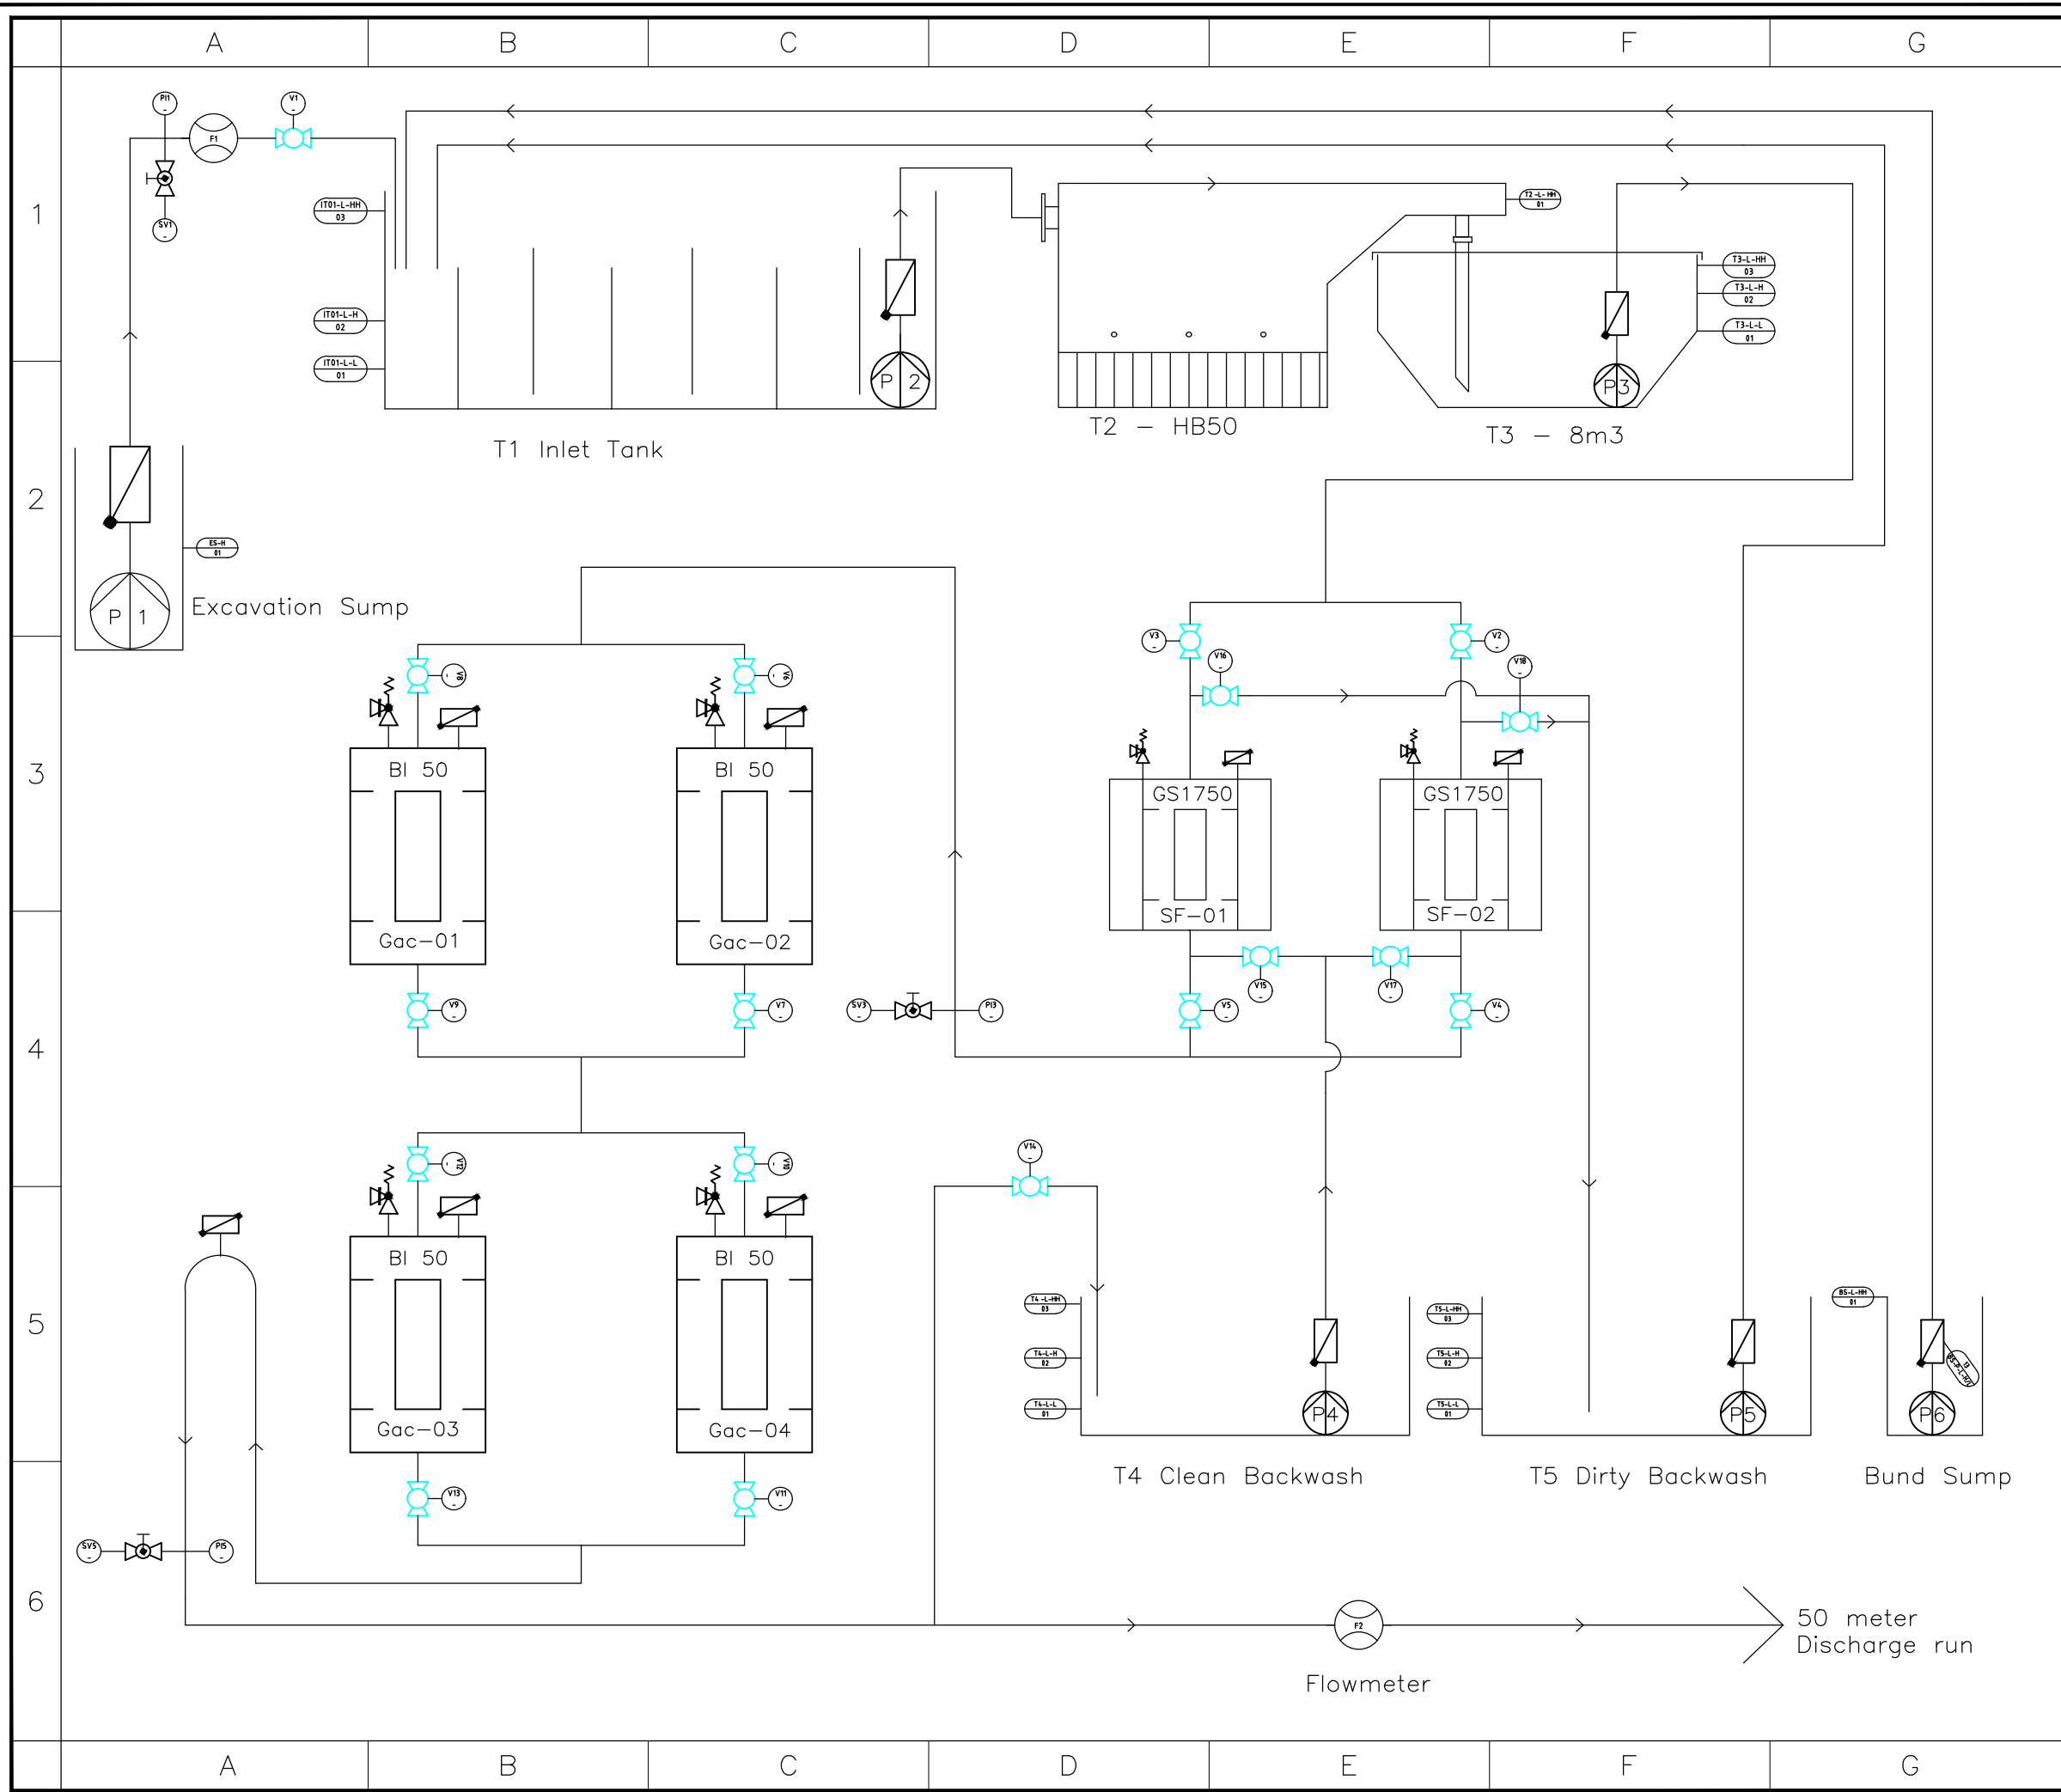 A B C D E F G
1
2
3
4
5
6
PI1
-
F1
V1
-
SV1
-
IT01-L-HH
03
IT01-L-H
02
IT01-L-L
01
P 2
T1 Inlet Tank
T2 - HB50
T2-L-HH
01
T3-L-HH
03
T3-L-H
02
T3-L-L
01
P3
T3 - 8m3
ES-H
01
P 1
Excavation Sump
V8
-
V6
-
V3
-
V2
-
V16
-
V18
-
BI 50
Gac-01
BI 50
Gac-02
GS1750
SF-01
GS1750
SF-02
V9
-
V7
-
SV3
-
PI3
-
V5
-
V15
-
V17
-
V4
-
V12
-
V10
-
V14
-
BI 50
Gac-03
BI 50
Gac-04
T4-L-HH
03
T4-L-H
02
T4-L-L
01
P4
T4 Clean Backwash
T5-L-HH
03
T5-L-H
02
T5-L-L
01
P5
T5 Dirty Backwash
BS-L-HH
01
P6
Bund Sump
V13
-
V11
-
SV5
-
PI5
-
F2
Flowmeter
50 meter
Discharge run
A B C D E F G